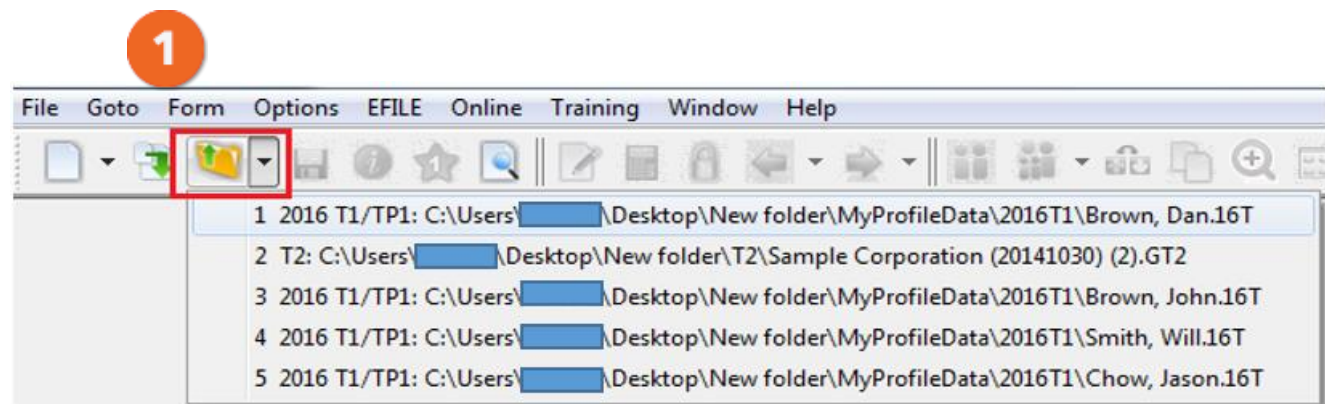 1
File Goto Form Options EFILE Online Training Window Help
1 2016 T1/TP1: C:\Users\ \Desktop\New folder\MyProfileData\2016T1\Brown, Dan.16T
2 T2: C:\Users\ \Desktop\New folder\T2\Sample Corporation (20141030) (2).GT2
3 2016 T1/TP1: C:\Users\ \Desktop\New folder\MyProfileData\2016T1\Brown, John.16T
4 2016 T1/TP1: C:\Users\ \Desktop\New folder\MyProfileData\2016T1\Smith, Will.16T
5 2016 T1/TP1: C:\Users\ \Desktop\New folder\MyProfileData\2016T1\Chow, Jason.16T